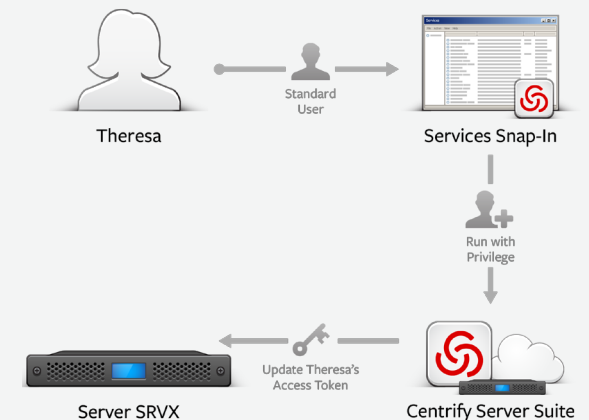 Standard
User
Theresa
Services Snap-In
Run with
Privilege
Update Theresa's
Access Token
Server SRVX
Centrify Server Suite